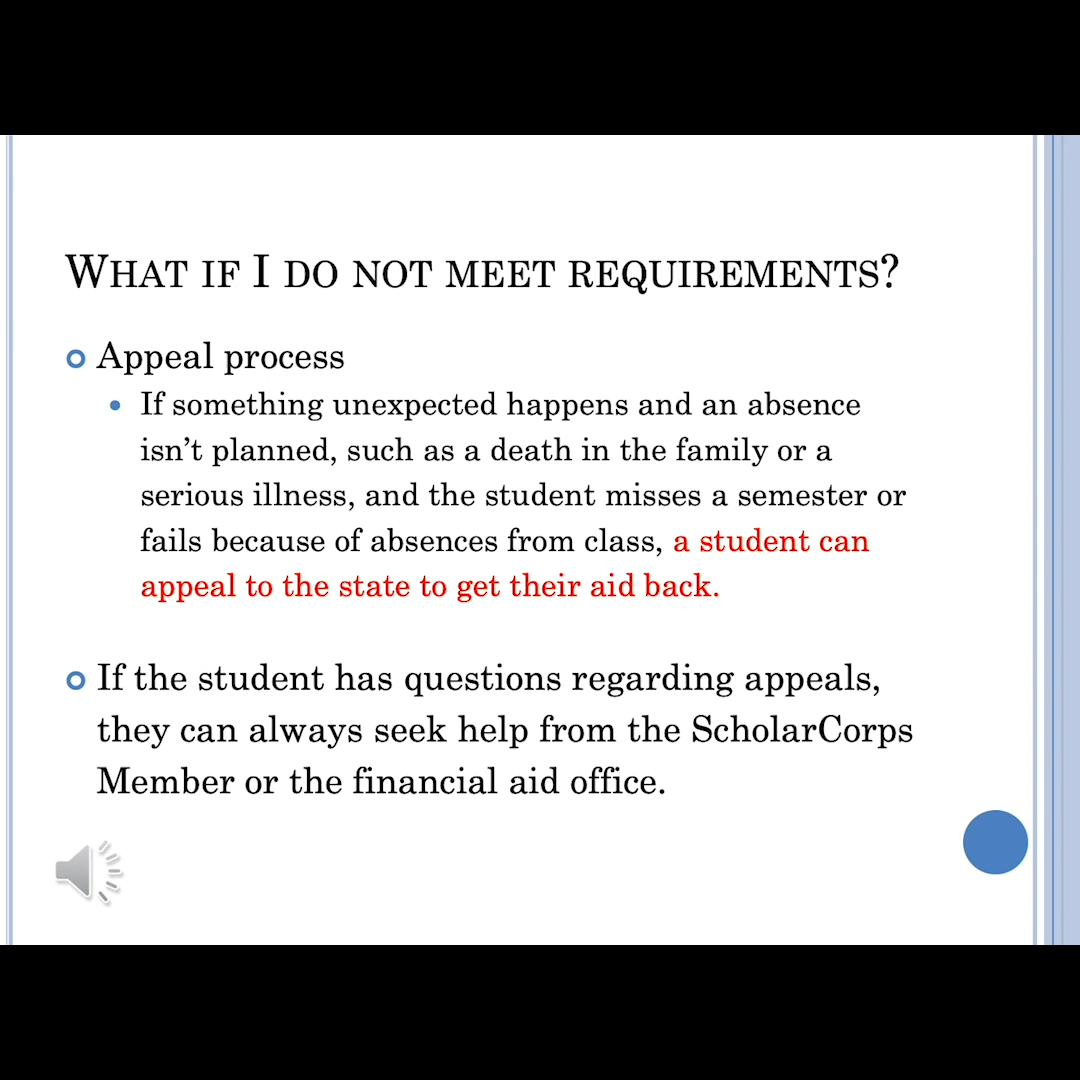 WHAT IF I DO NOT MEET REQUIREMENTS?
Appeal process
If something unexpected happens and an absence
isn’t planned, such as a death in the family or a
serious illness, and the student misses a semester or
fails because of absences from class, a student can
appeal to the state to get their aid back.
If the student has questions regarding appeals,
they can always seek help from the ScholarCorps
Member or the financial aid office.